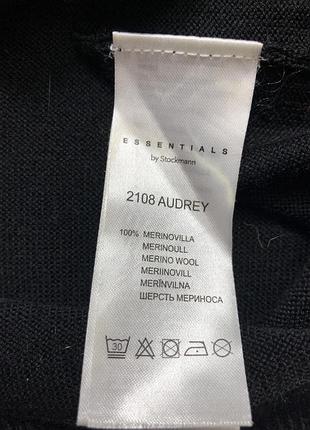 ESSENTIALS
by Stockmann
2108 AUDREY
100% MERINOVILLA
MERINOULL
MERINO WOOL
MERIINOVILL
MERĪNVILNA
ШЕРСТЬ МЕРИНОСА
30